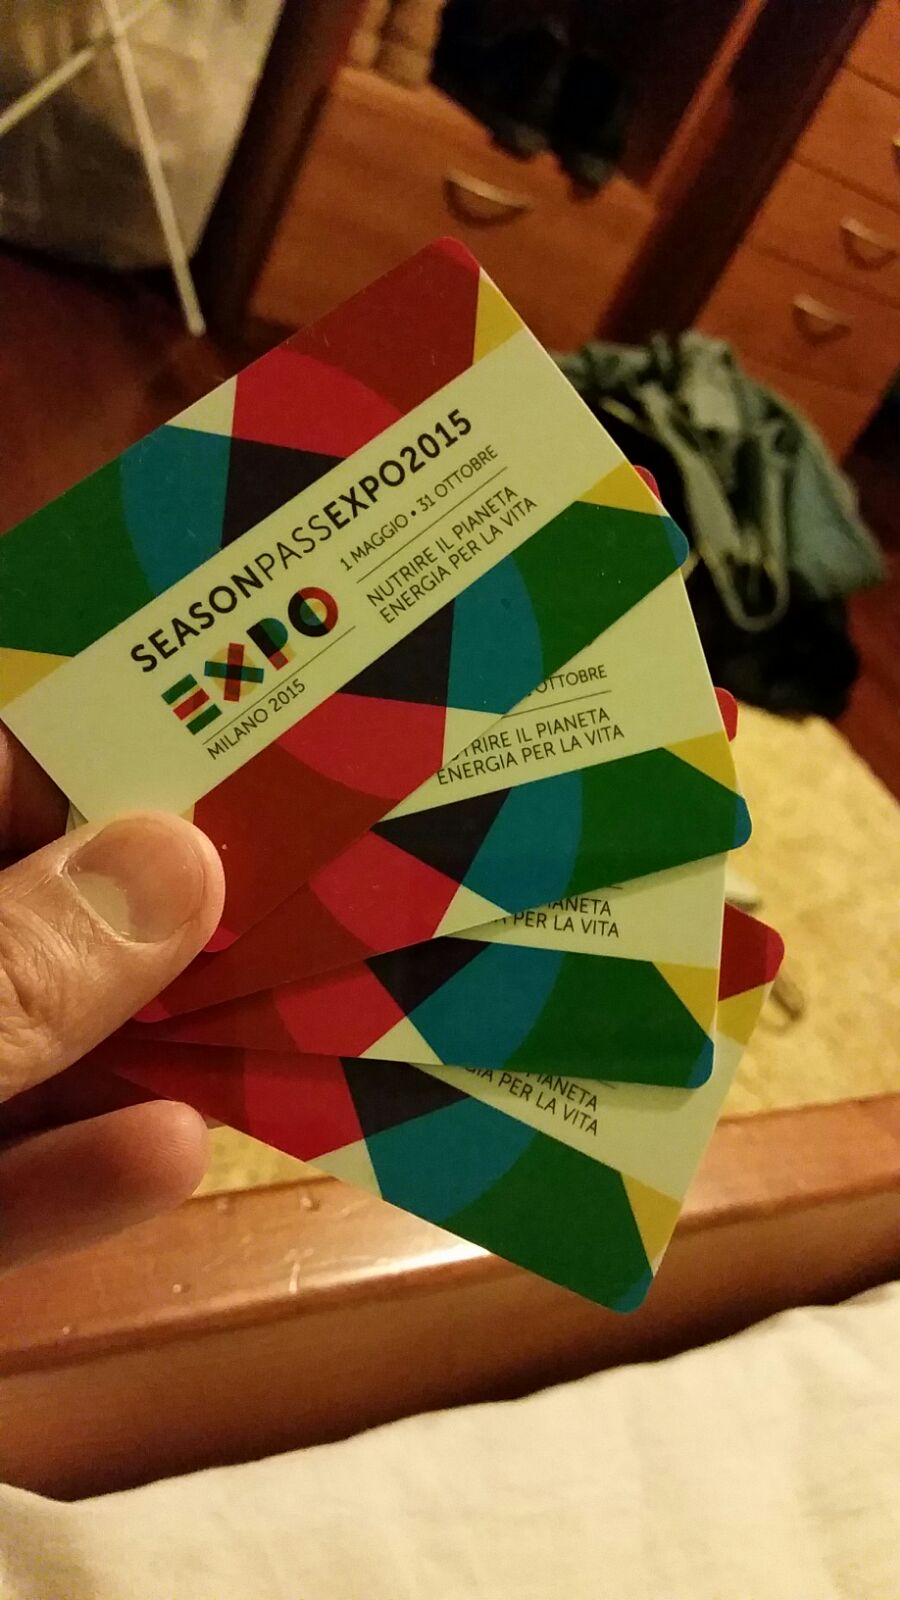 SEASONPASSEXPO2015
1 MAGGIO • 31 OTTOBRE
NUTRIRE IL PIANETA
ENERGIA PER LA VITA
EXPO
MILANO 2015
OTTOBRE
NUTRIRE IL PIANETA
ENERGIA PER LA VITA
PIANETA
PER LA VITA
PIANETA
ENERGIA PER LA VITA